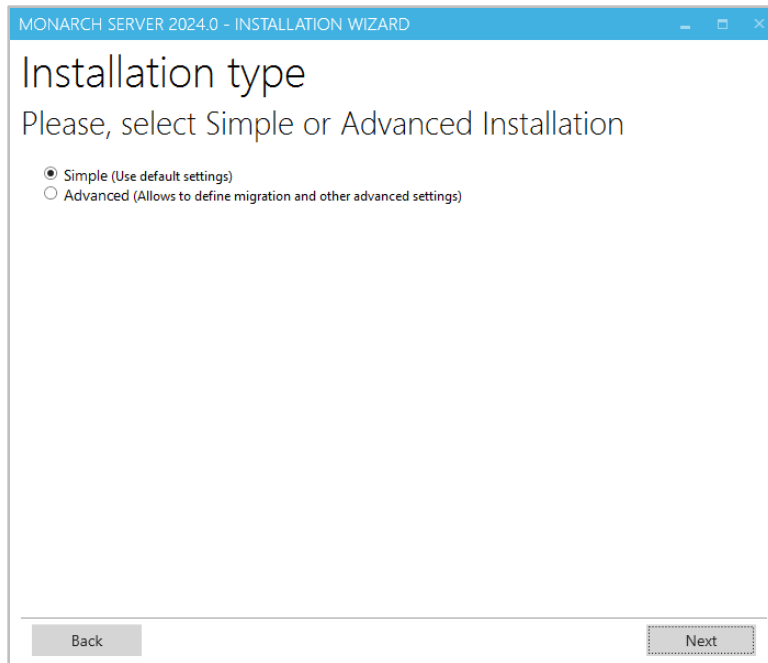 MONARCH SERVER 2024.0 - INSTALLATION WIZARD
Installation type
Please, select Simple or Advanced Installation
Simple (Use default settings)
Advanced (Allows to define migration and other advanced settings)
Back
Next